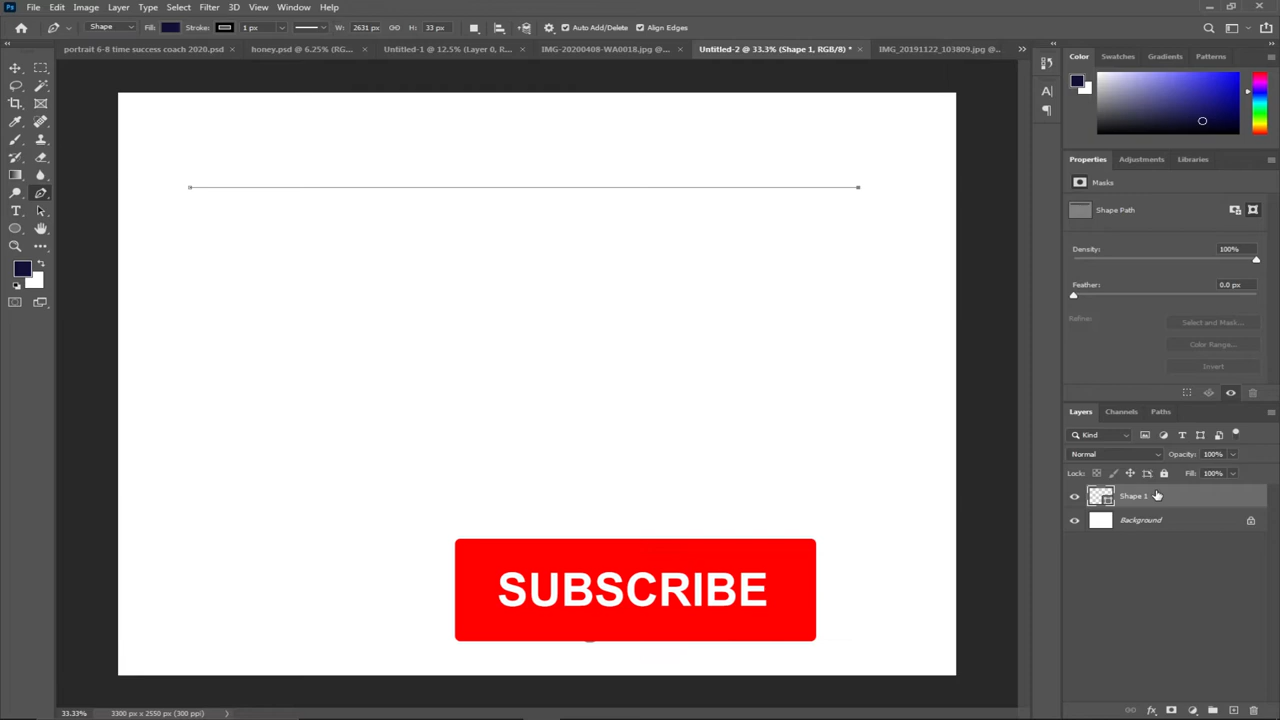 Ps File Edit Image Layer Type Select Filter 3D View Window Help
Shape Fill: Stroke: 1 px W: 2631 px H: 33 px Auto Add/Delete Align Edges
portrait 6-8 time success coach 2020.psd × honey.psd @ 6.25% (RG... × Untitled-1 @ 12.5% (Layer 0, R... × IMG-20200408-WA0018.jpg @... × Untitled-2 @ 33.3% (Shape 1, RGB/8) * × IMG_20191122_103809.jpg @...
Color Swatches Gradients Patterns
Properties Adjustments Libraries
Masks
Shape Path
Density: 100%
Feather: 0.0 px
Refine:
Select and Mask...
Color Range...
Invert
Layers Channels Paths
Kind
Normal Opacity: 100%
Lock: Fill: 100%
Shape 1
Background
SUBSCRIBE
33.33% 3300 px x 2550 px (300 ppi)